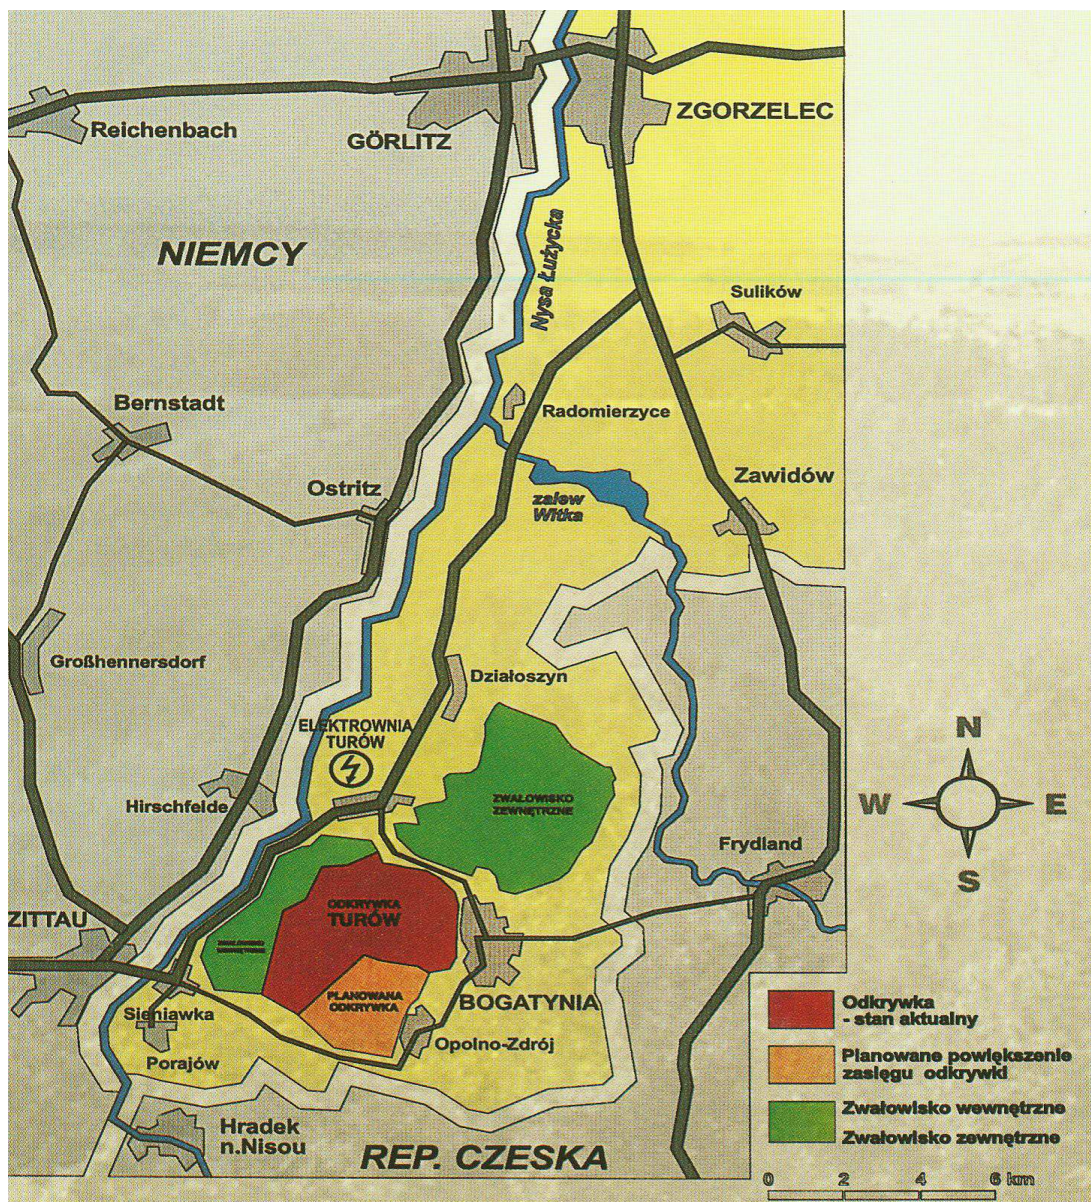 Reichenbach
GÖRLITZ
ZGORZELEC
NIEMCY
Nysa Łużycka
Sulików
Bernstadt
Radomierzyce
Ostritz
zalew
Witka
Zawidów
Großhennersdorf
Działoszyn
ELEKTROWNIA
TURÓW
Hirschfelde
ZWAŁOWISKO
ZEWNĘTRZNE
N
W
E
S
Frydland
ZITTAU
ODKRYWKA
TURÓW
ZWAŁOWISKO
WEWNĘTRZNE
PLANOWANA
ODKRYWKA
BOGATYNIA
Sieniawka
Opolno-Zdrój
Porajów
Hradek
n.Nisou
REP. CZESKA
Odkrywka
- stan aktualny
Planowane powiększenie
zasięgu odkrywki
Zwałowisko wewnętrzne
Zwałowisko zewnętrzne
0 2 4 6 km